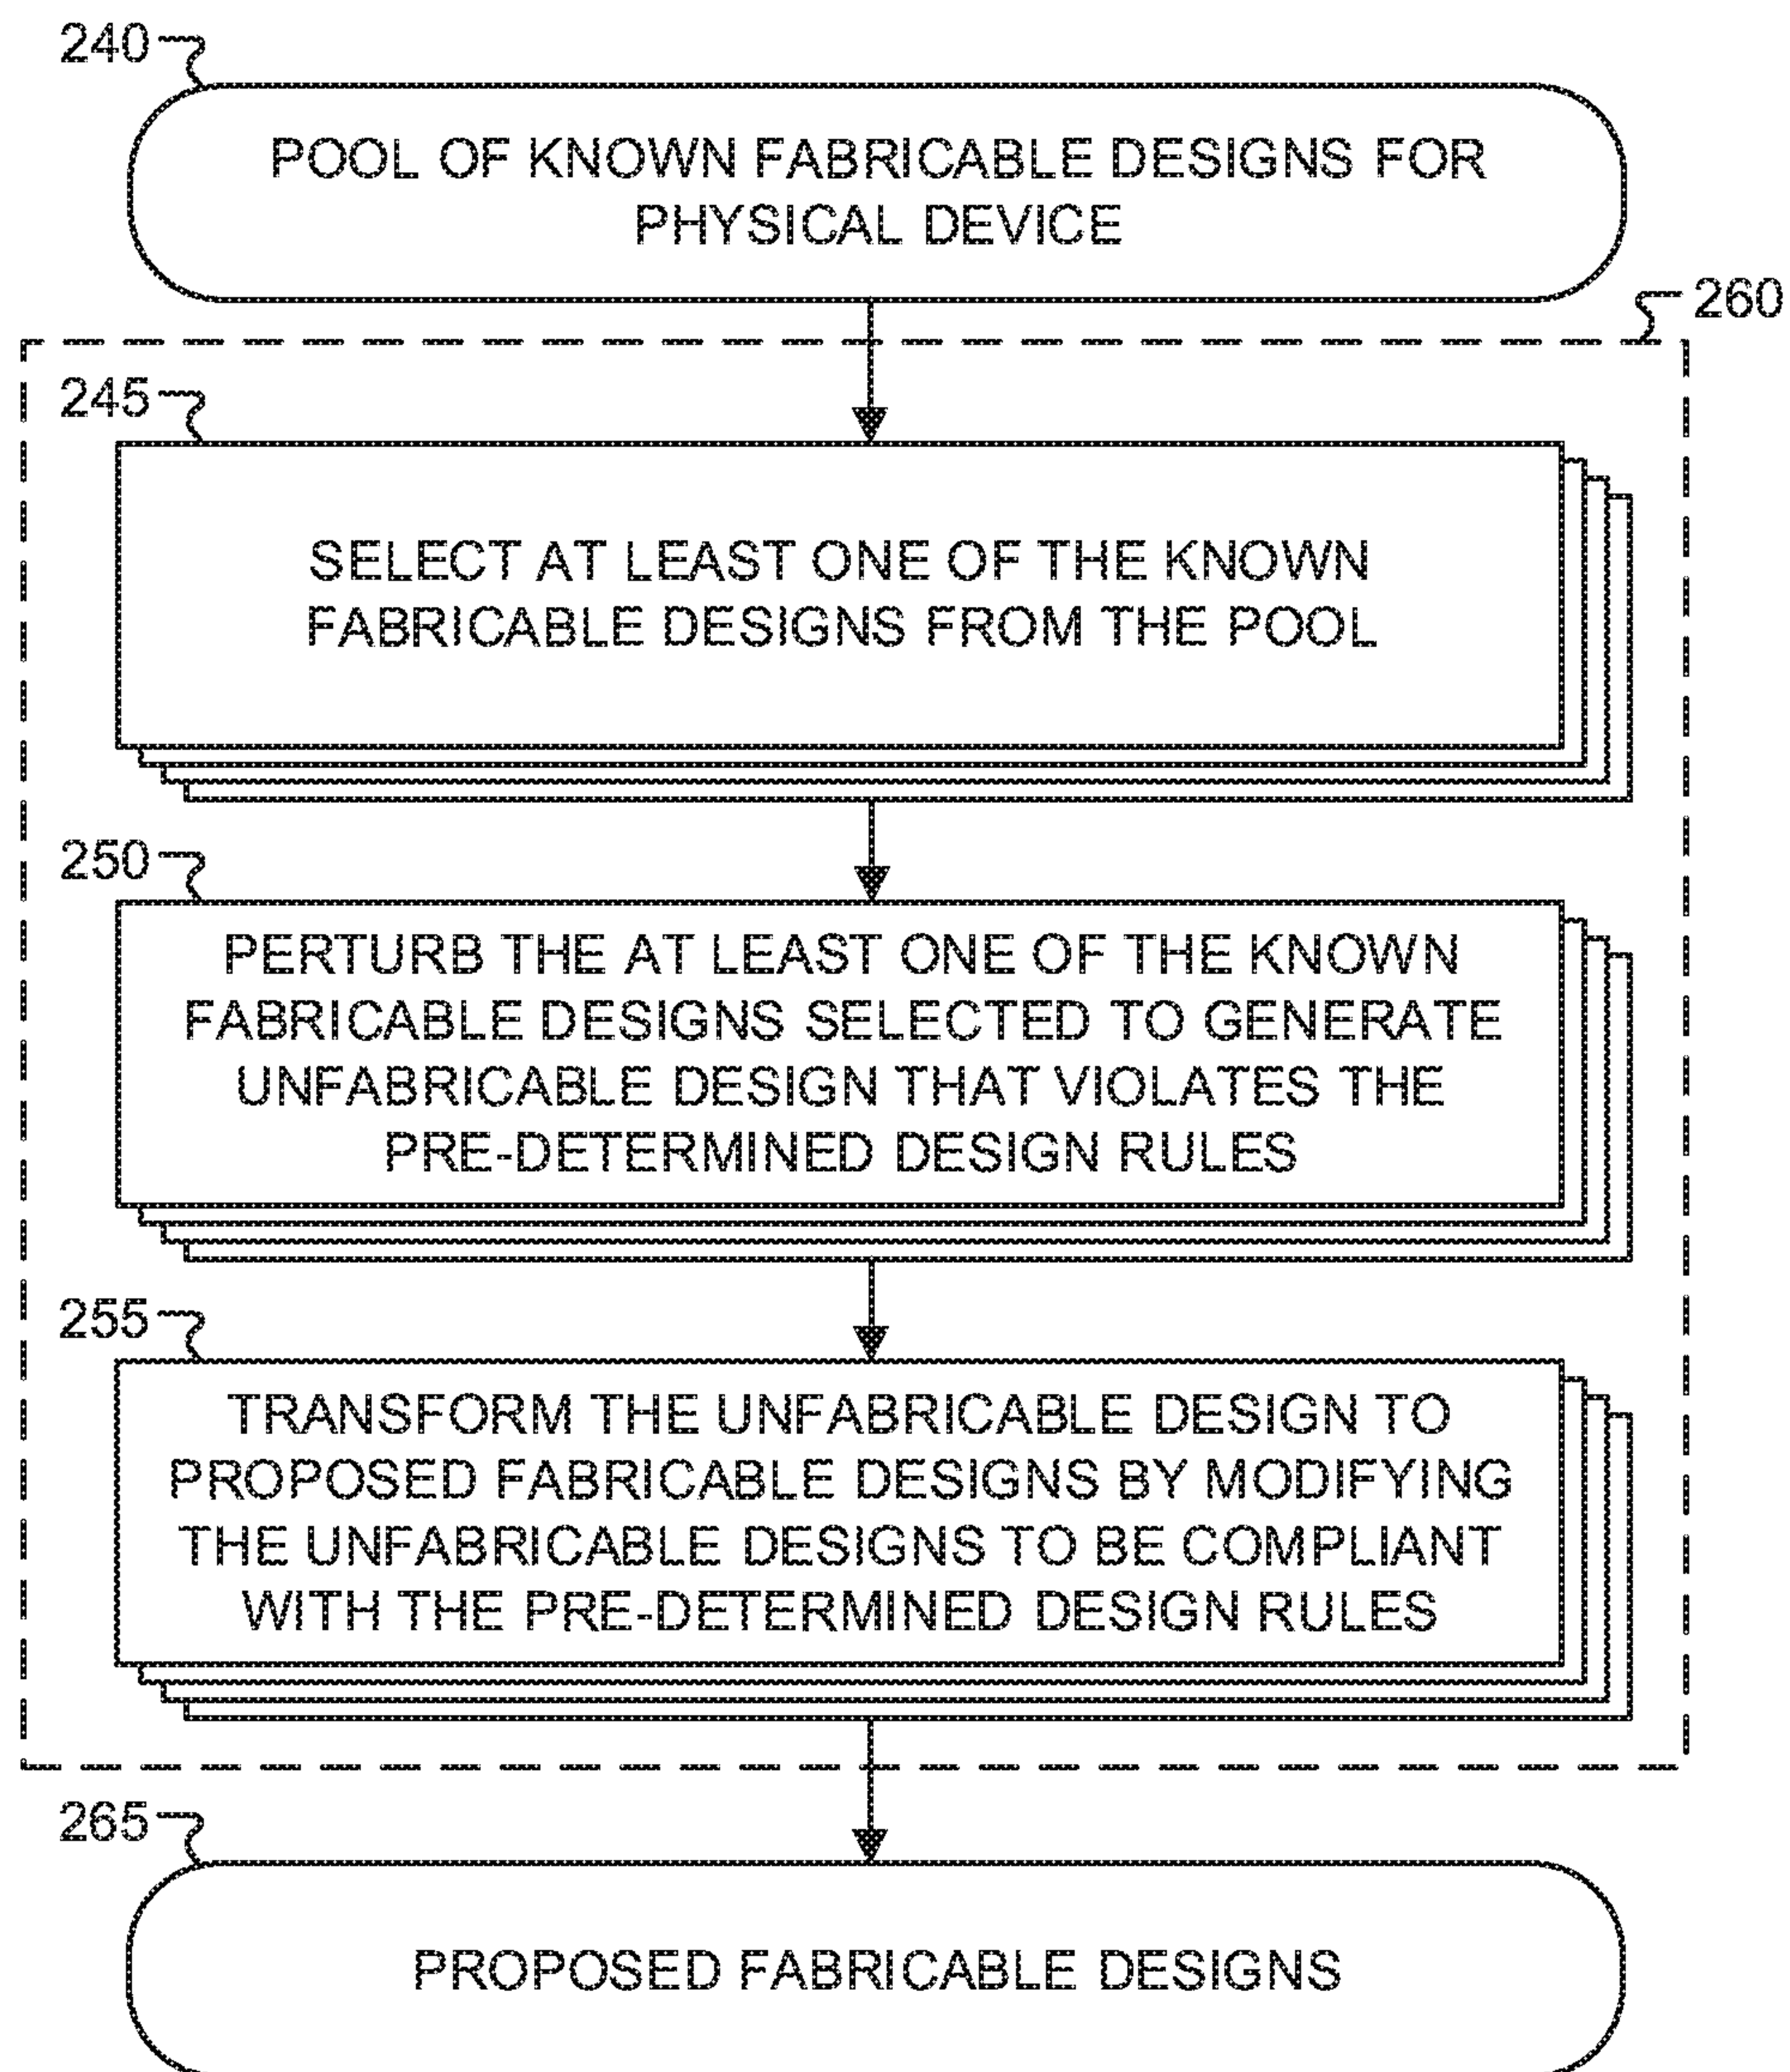 240
POOL OF KNOWN FABRICABLE DESIGNS FOR
PHYSICAL DEVICE
260
245
SELECT AT LEAST ONE OF THE KNOWN
FABRICABLE DESIGNS FROM THE POOL
250
PERTURB THE AT LEAST ONE OF THE KNOWN
FABRICABLE DESIGNS SELECTED TO GENERATE
UNFABRICABLE DESIGN THAT VIOLATES THE
PRE-DETERMINED DESIGN RULES
255
TRANSFORM THE UNFABRICABLE DESIGN TO
PROPOSED FABRICABLE DESIGNS BY MODIFYING
THE UNFABRICABLE DESIGNS TO BE COMPLIANT
WITH THE PRE-DETERMINED DESIGN RULES
265
PROPOSED FABRICABLE DESIGNS